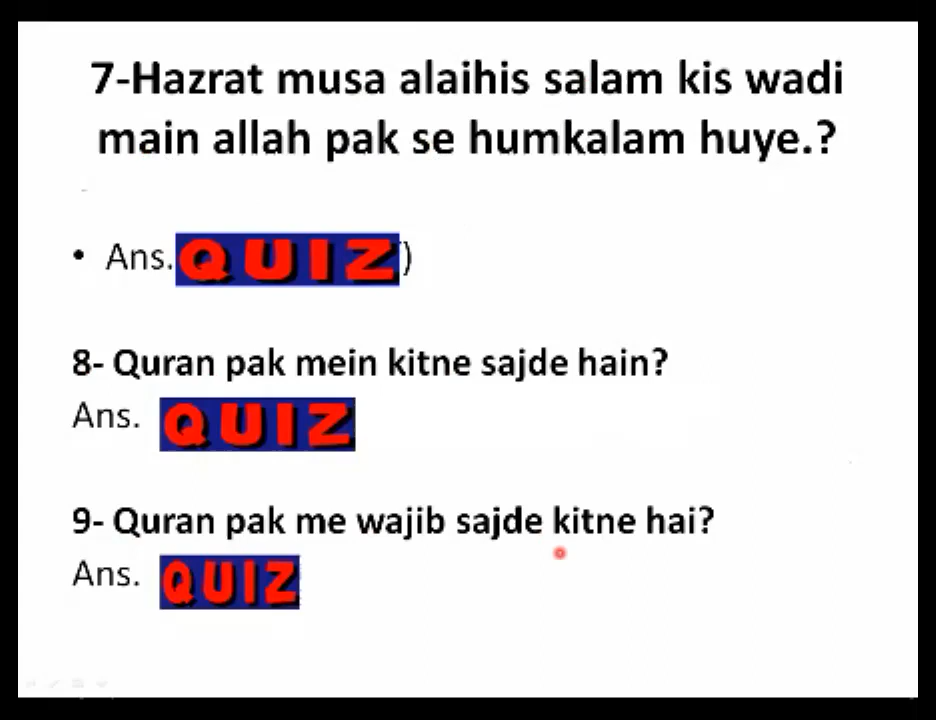 7-Hazrat musa alaihis salam kis wadi
main allah pak se humkalam huye.?
• Ans. QUIZ )
8- Quran pak mein kitne sajde hain?
Ans. QUIZ
9- Quran pak me wajib sajde kitne hai?
Ans. QUIZ